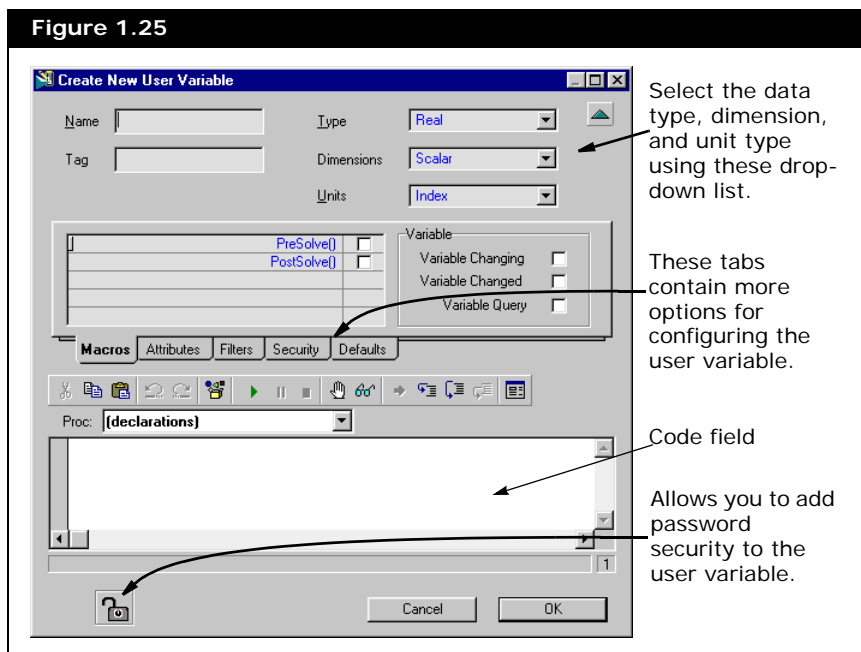 Figure 1.25
Create New User Variable
Name
Type
Real
Tag
Dimensions
Scalar
Units
Index
Select the data
type, dimension,
and unit type
using these drop-
down list.
PreSolve()
PostSolve()
Variable
Variable Changing
Variable Changed
Variable Query
These tabs
contain more
options for
configuring the
user variable.
Macros
Attributes
Filters
Security
Defaults
Proc:
(declarations)
Code field
Allows you to add
password
security to the
user variable.
1
Cancel
OK